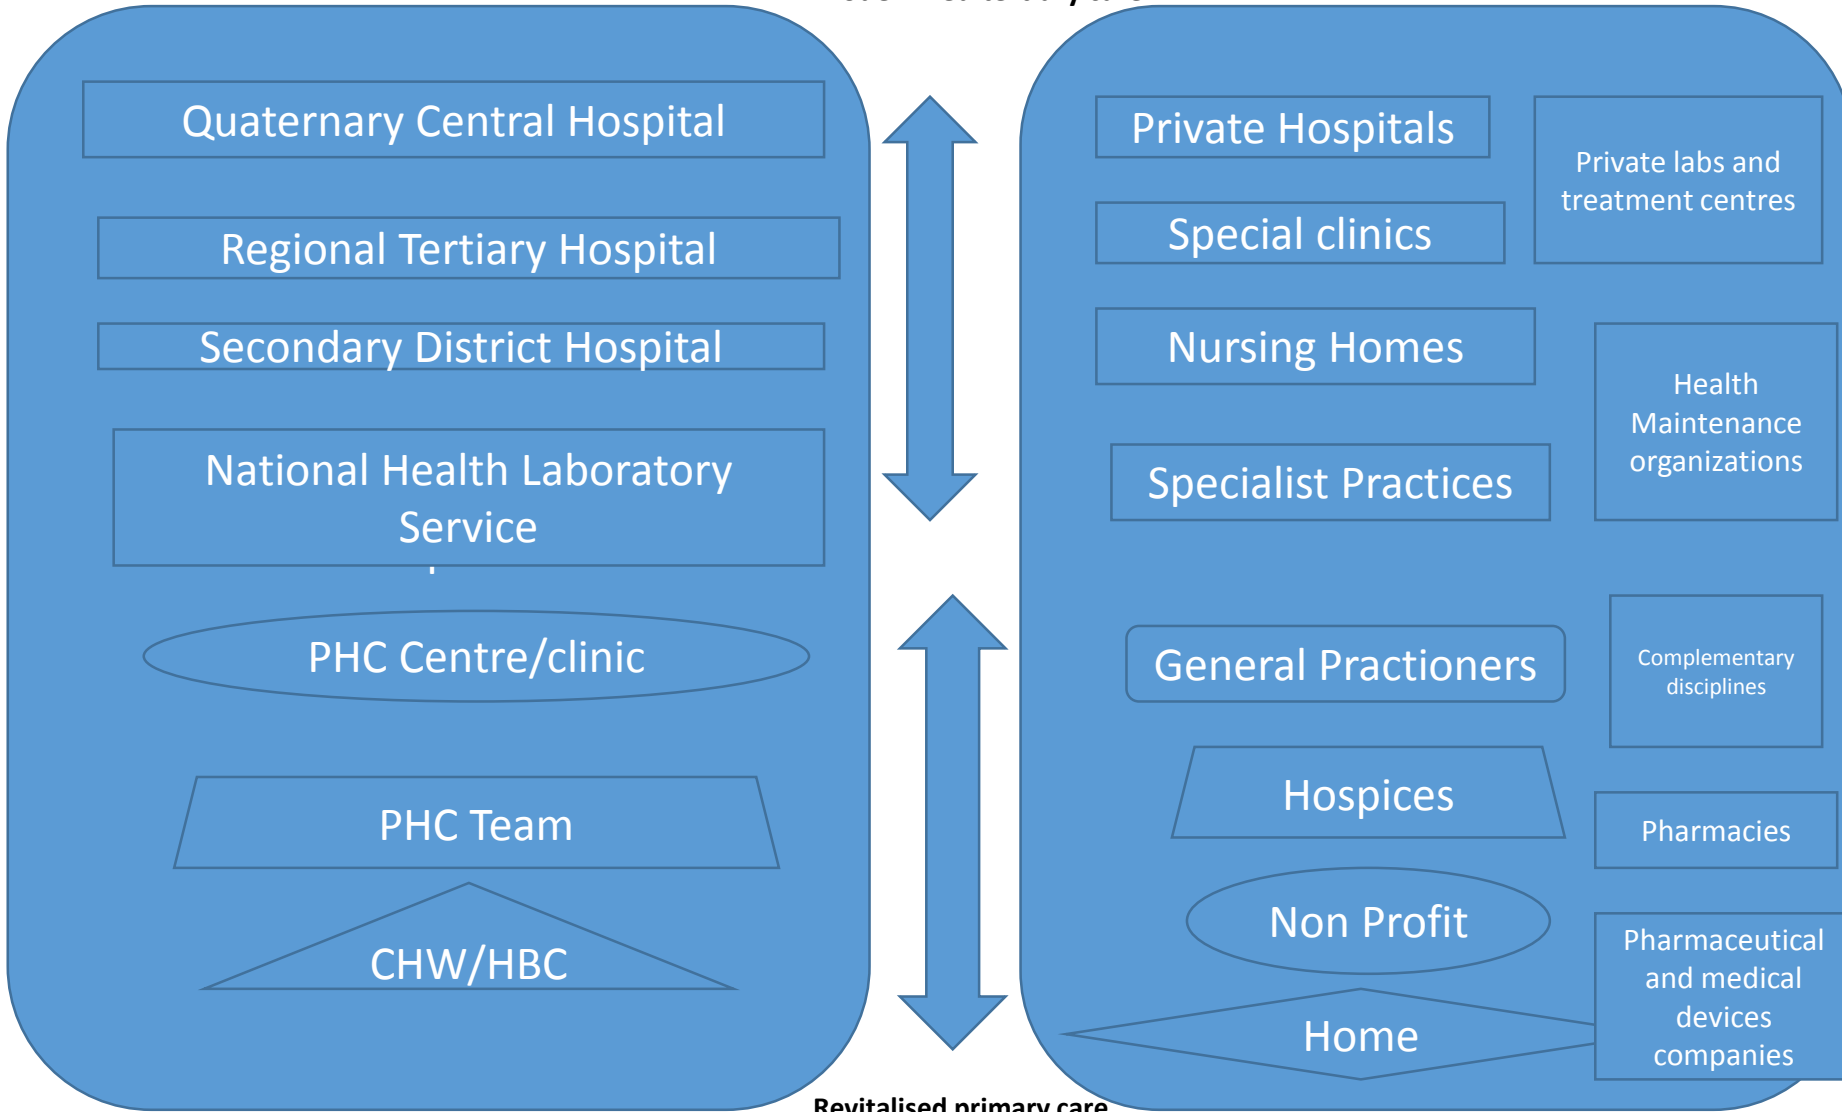 tertiary care
Quaternary Central Hospital
Regional Tertiary Hospital
Secondary District Hospital
National Health Laboratory
Service
PHC Centre/clinic
PHC Team
CHW/HBC
Private Hospitals
Special clinics
Nursing Homes
Specialist Practices
General Practioners
Hospices
Non Profit
Home
Private labs and
treatment centres
Health
Maintenance
organizations
Complementary
disciplines
Pharmacies
Pharmaceutical
and medical
devices
companies
Revitalised primary care